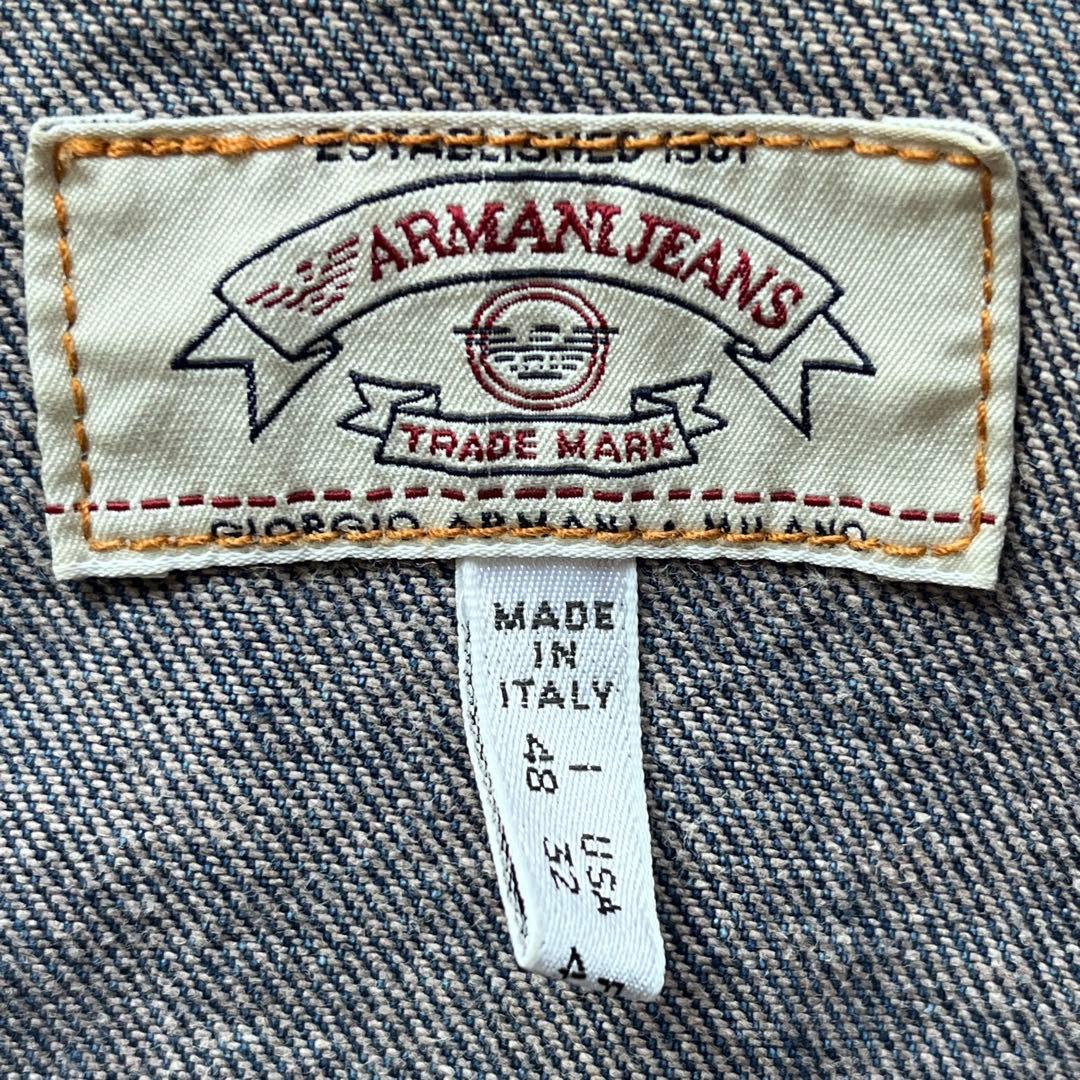 ESTABLISHED 1981
ARMANI JEANS
TRADE MARK
GIORGIO ARMANI • MILANO
MADE
IN
ITALY
I
48
USA
32